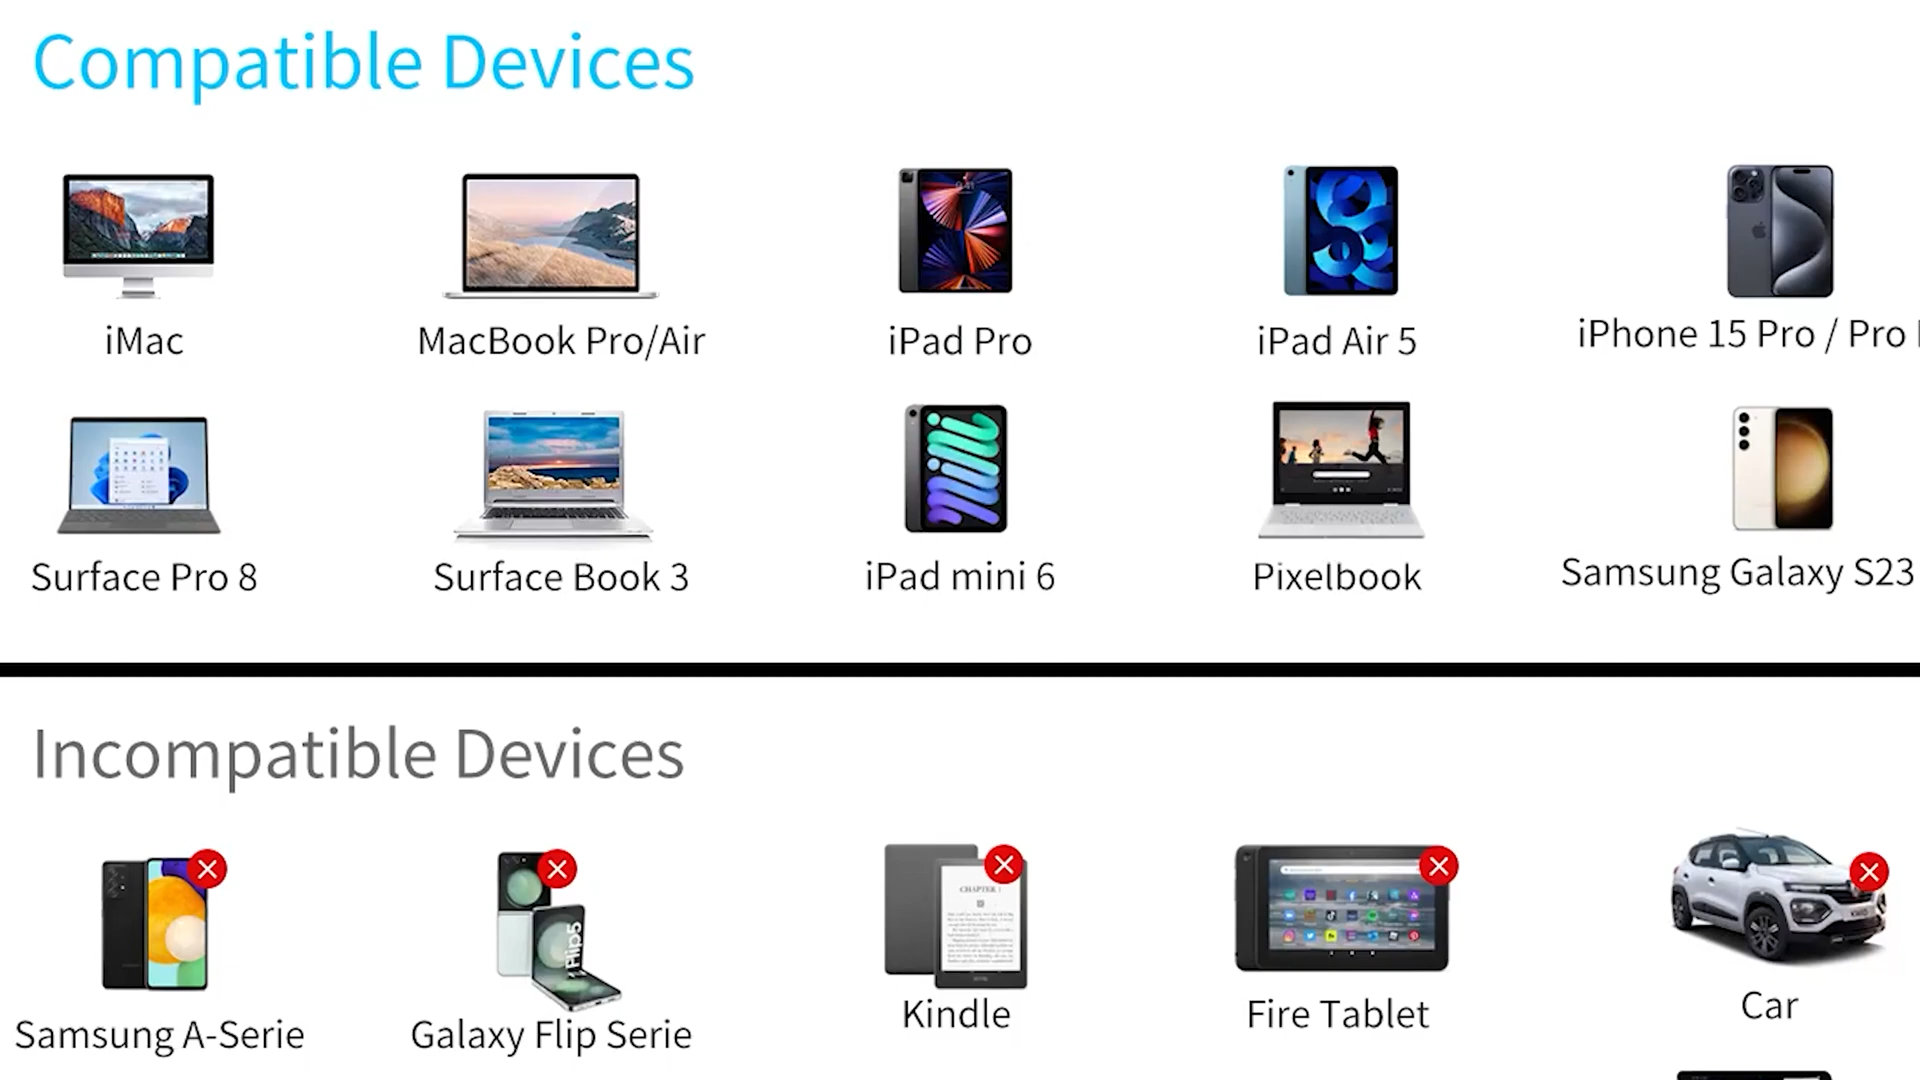 Compatible Devices
iMac
MacBook Pro/Air
iPad Pro
iPad Air 5
iPhone 15 Pro / Pro
Surface Pro 8
Surface Book 3
iPad mini 6
Pixelbook
Samsung Galaxy S23
Incompatible Devices
CHAPTER
Flip5
Samsung A-Serie
Galaxy Flip Serie
Kindle
Fire Tablet
Car